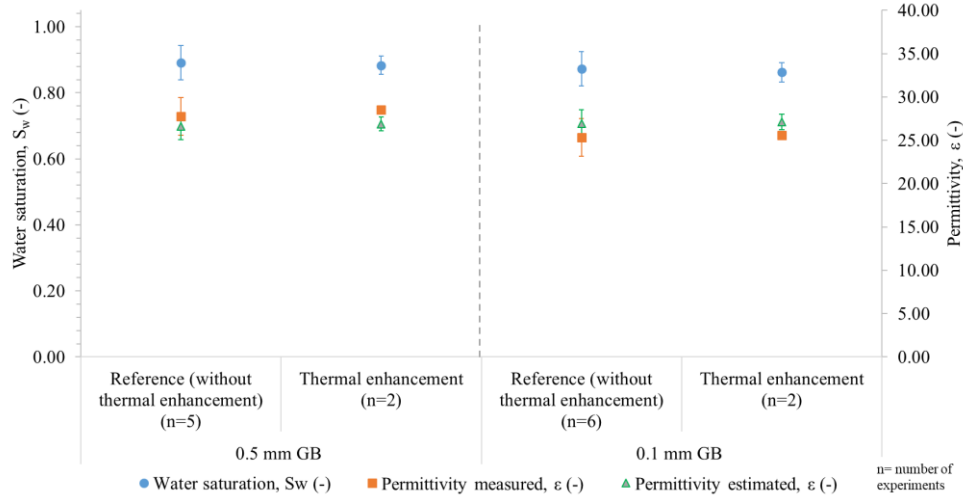 1.00
0.80
0.60
0.40
0.20
0.00
Water saturation, Sw (-)
40.00
35.00
30.00
25.00
20.00
15.00
10.00
5.00
0.00
Permittivity, ε (-)
Reference (without
thermal enhancement)
(n=5)
Thermal enhancement
(n=2)
Reference (without
thermal enhancement)
(n=6)
Thermal enhancement
(n=2)
0.5 mm GB
0.1 mm GB
Water saturation, Sw (-)
Permittivity measured, ε (-)
Permittivity estimated, ε (-)
n= number of
experiments